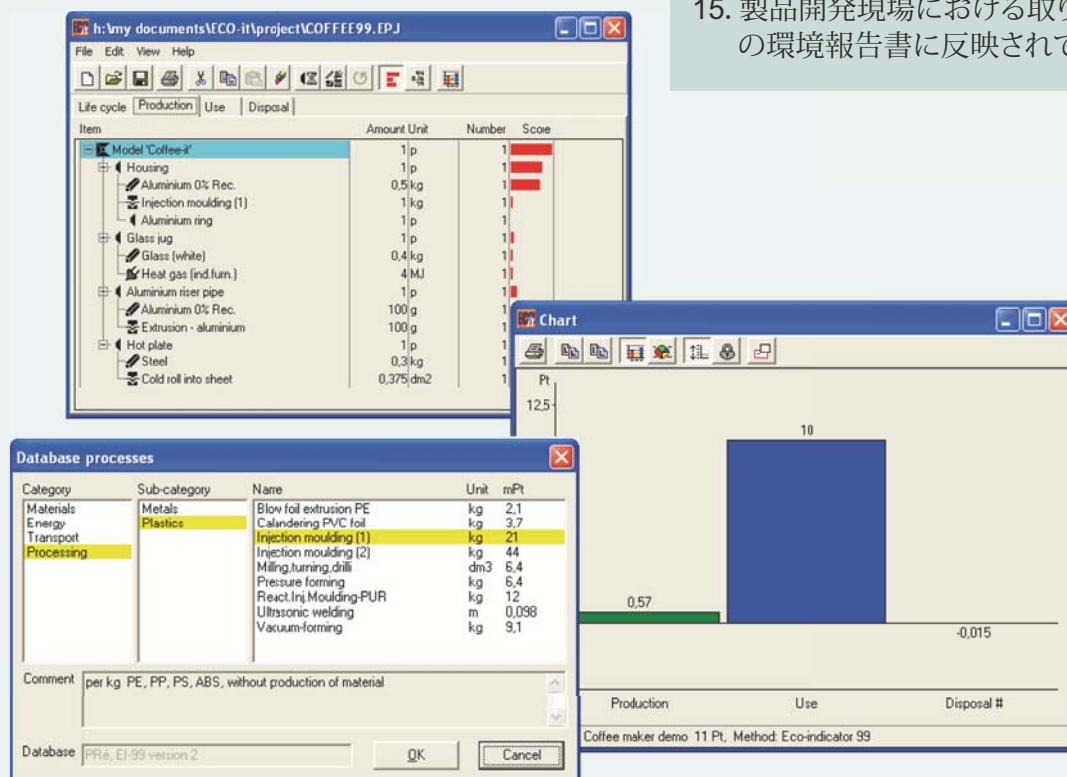 15. 製品開発現場における取り
の環境報告書に反映されて
h:\my documents\ECO-it\project\COFFEE99.EPJ
File Edit View Help
Life cycle Production Use Disposal
Item Amount Unit Number Score
Model 'Coffee-it' 1 p 1
Housing 1 p 1
Aluminium 0% Rec. 0,5 kg 1
Injection moulding (1) 1 kg 1
Aluminium ring 1 p 1
Glass jug 1 p 1
Glass (white) 0,4 kg 1
Heat gas (ind.furn.) 4 MJ 1
Aluminium riser pipe 1 p 1
Aluminium 0% Rec. 100 g 1
Extrusion - aluminium 100 g 1
Hot plate 1 p 1
Steel 0,3 kg 1
Cold roll into sheet 0,375 dm2 1
Chart
Pt
12,5
10
0,57
-0,015
Production Use Disposal #
Coffee maker demo 11 Pt, Method: Eco-indicator 99
Database processes
Category Sub-category Name Unit mPt
Materials Metals Blow foil extrusion PE kg 2,1
Energy Plastics Calandering PVC foil kg 3,7
Transport Injection moulding (1) kg 21
Processing Injection moulding (2) kg 44
Milling,turning,drilli dm3 6,4
Pressure forming kg 6,4
React.Inj.Moulding-PUR kg 12
Ultrasonic welding m 0,098
Vacuum-forming kg 9,1
Comment per kg PE, PP, PS, ABS, without production of material
Database PRé, EI-99 version 2 OK Cancel